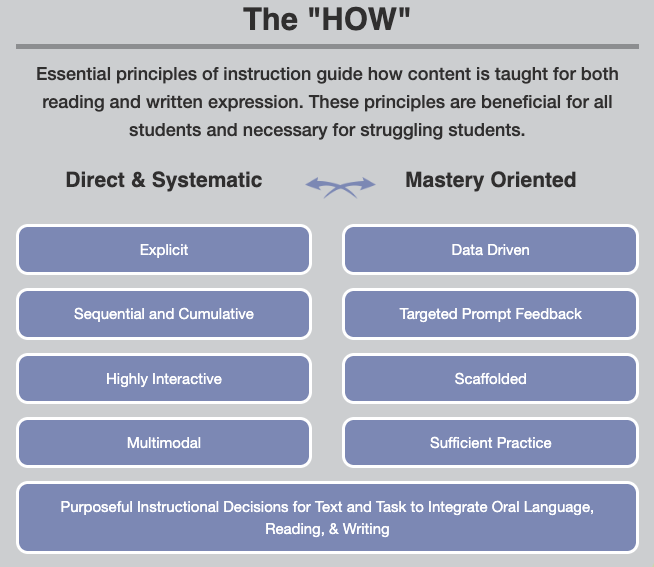 The "HOW"
Essential principles of instruction guide how content is taught for both
reading and written expression. These principles are beneficial for all
students and necessary for struggling students.
Direct & Systematic
Mastery Oriented
Explicit
Data Driven
Sequential and Cumulative
Targeted Prompt Feedback
Highly Interactive
Scaffolded
Multimodal
Sufficient Practice
Purposeful Instructional Decisions for Text and Task to Integrate Oral Language,
Reading, & Writing